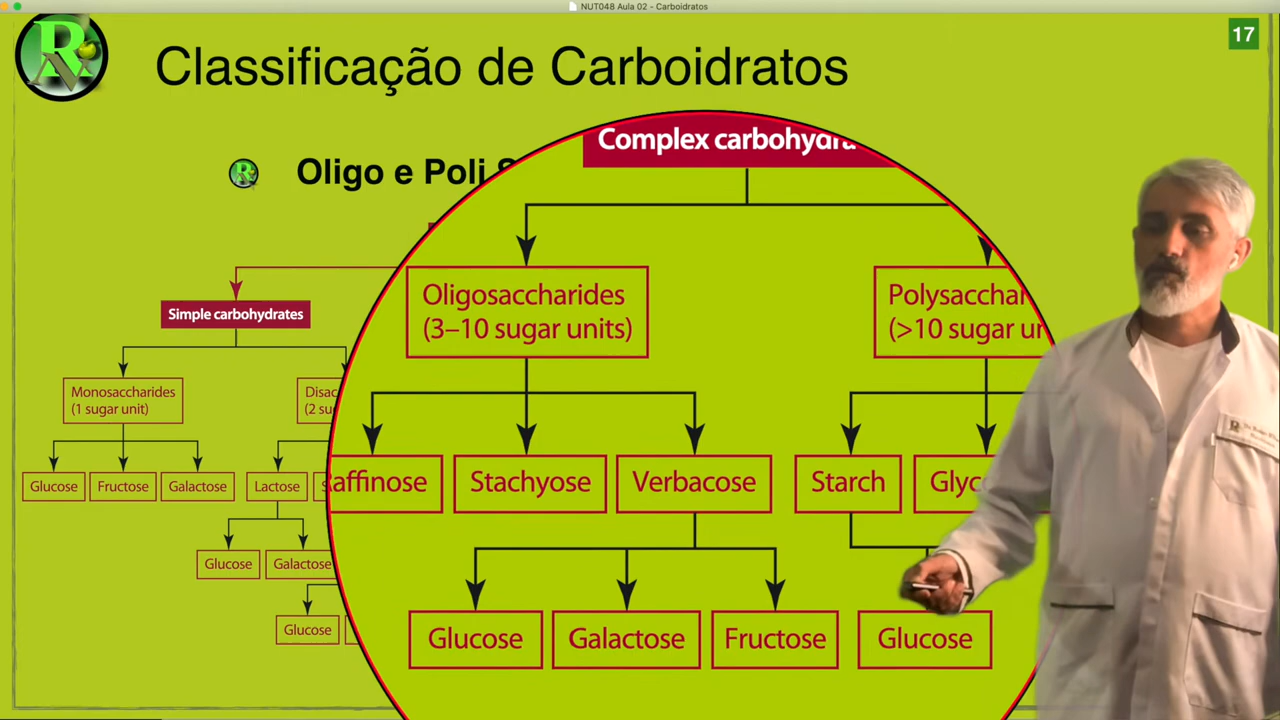 NUT048 Aula 02 - Carboidratos
17
Classificação de Carboidratos
Oligo e Poli S
Complex carbohydra
Simple carbohydrates
Oligosaccharides
(3–10 sugar units)
Polysacchar
(>10 sugar un
Monosaccharides
(1 sugar unit)
Disac
(2 su
Glucose
Fructose
Galactose
Lactose
S
Raffinose
Stachyose
Verbacose
Starch
Glyc
Glucose
Galactose
Glucose
Glucose
Galactose
Fructose
Glucose